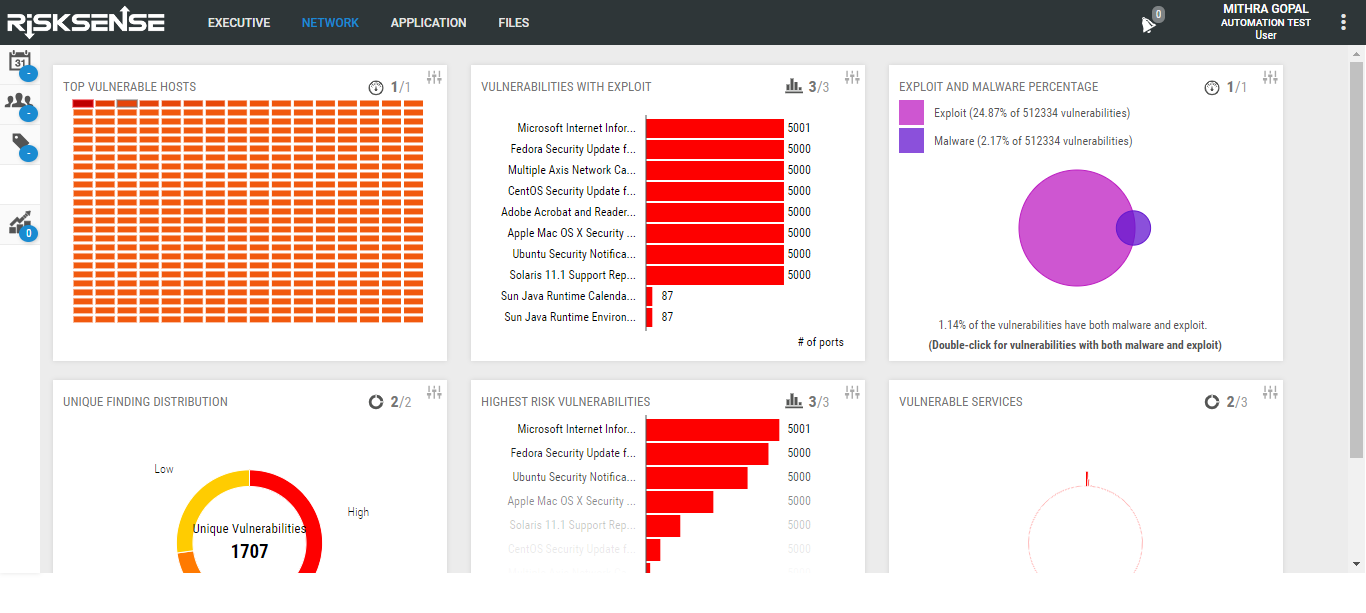 RiSKSENSE
EXECUTIVE
NETWORK
APPLICATION
FILES
0
MITHRA GOPAL
AUTOMATION TEST
User
31
-
-
-
0
TOP VULNERABLE HOSTS
1/1
VULNERABILITIES WITH EXPLOIT
3/3
Microsoft Internet Infor... 5001
Fedora Security Update f... 5000
Multiple Axis Network Ca... 5000
CentOS Security Update f... 5000
Adobe Acrobat and Reader... 5000
Apple Mac OS X Security ... 5000
Ubuntu Security Notifica... 5000
Solaris 11.1 Support Rep... 5000
Sun Java Runtime Calenda... 87
Sun Java Runtime Environ... 87
# of ports
EXPLOIT AND MALWARE PERCENTAGE
1/1
Exploit (24.87% of 512334 vulnerabilities)
Malware (2.17% of 512334 vulnerabilities)
1.14% of the vulnerabilities have both malware and exploit.
(Double-click for vulnerabilities with both malware and exploit)
UNIQUE FINDING DISTRIBUTION
2/2
Low
High
Unique Vulnerabilities
1707
HIGHEST RISK VULNERABILITIES
3/3
Microsoft Internet Infor... 5001
Fedora Security Update f... 5000
Ubuntu Security Notifica... 5000
Apple Mac OS X Security ... 5000
Solaris 11.1 Support Rep... 5000
CentOS Security Update f... 5000
VULNERABLE SERVICES
2/3